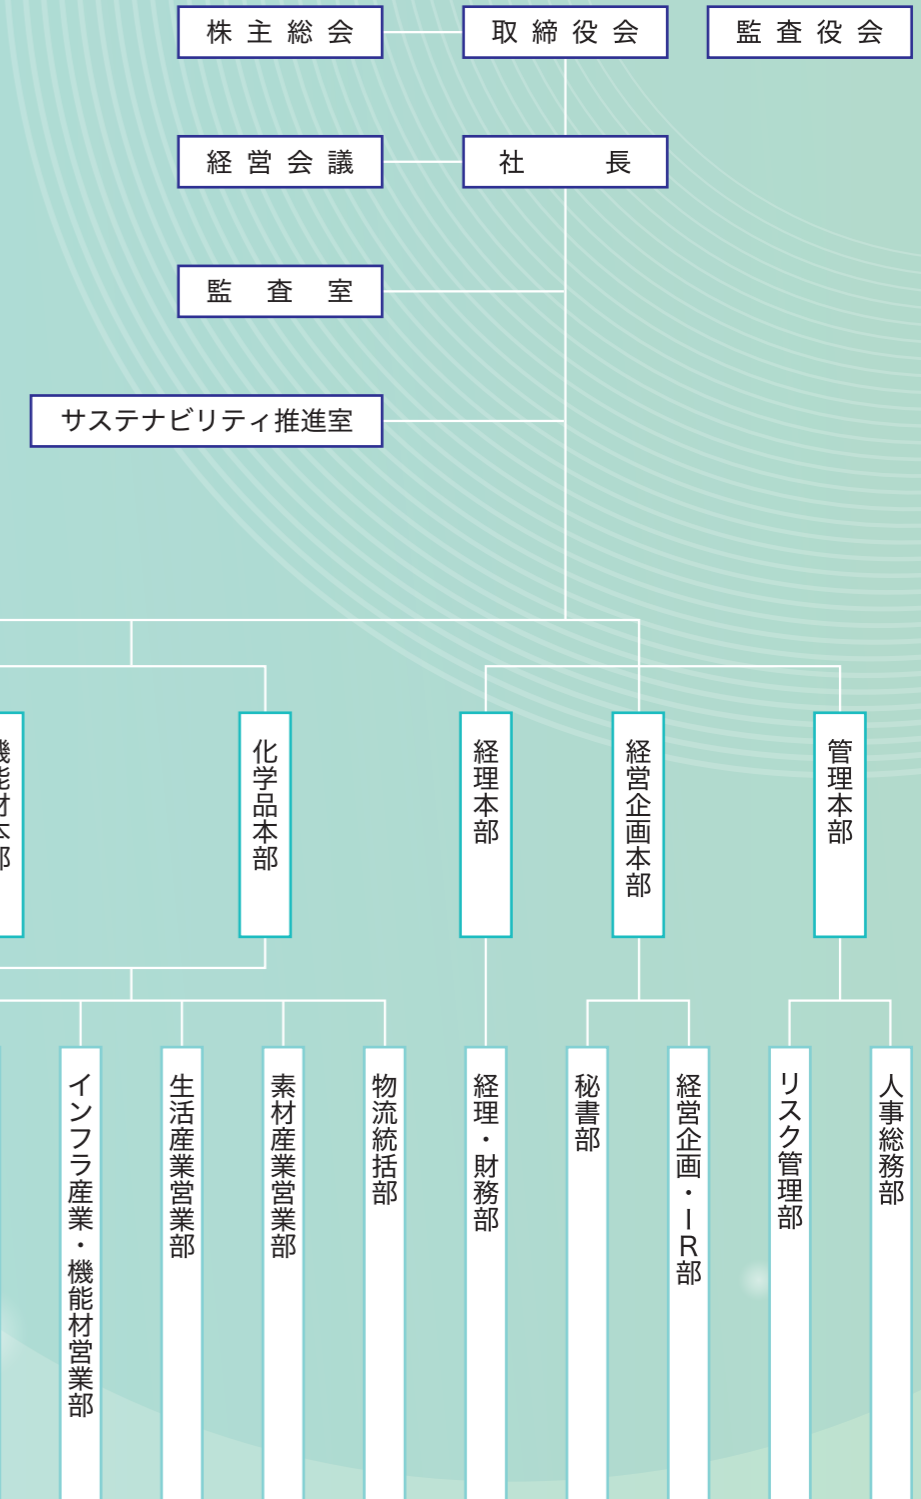 株主総会
取締役会
監査役会
経営会議
社長
監査室
サステナビリティ推進室
機能材本部
化学品本部
経理本部
経営企画本部
管理本部
インフラ産業・機能材営業部
生活産業営業部
素材産業営業部
物流統括部
経理・財務部
秘書部
経営企画・IR部
リスク管理部
人事総務部